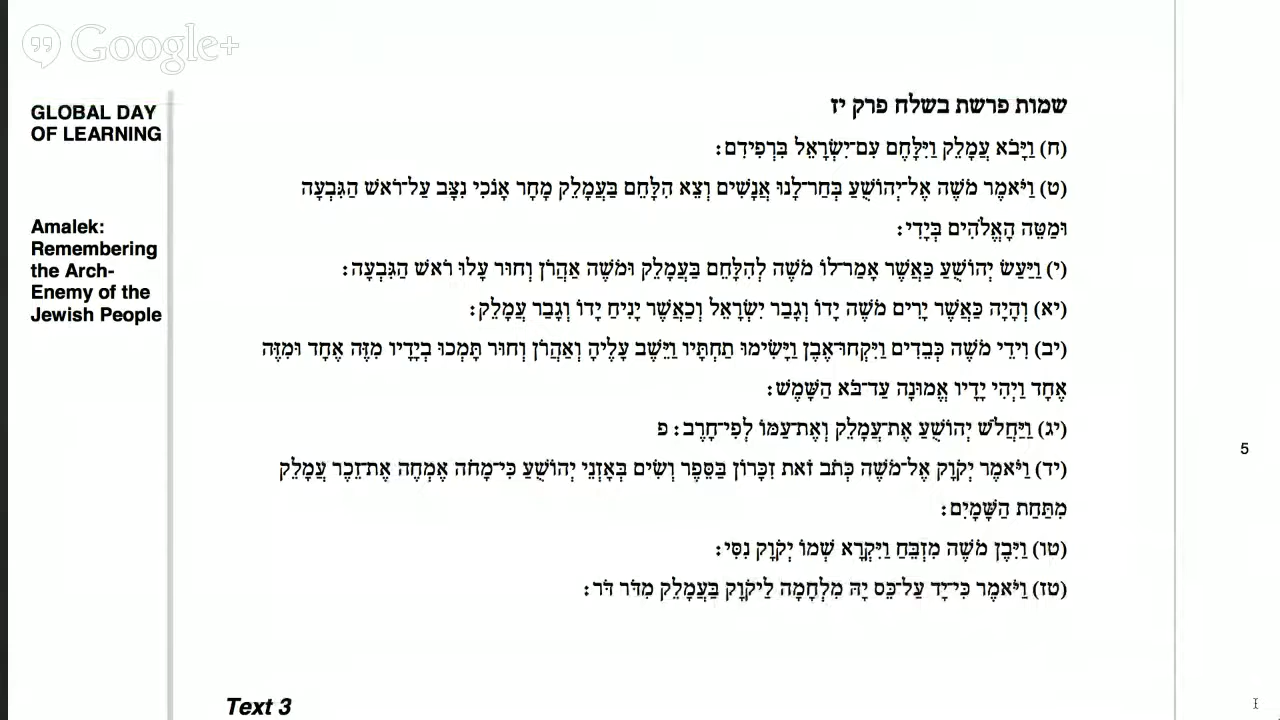 Google+
GLOBAL DAY
OF LEARNING
Amalek:
Remembering
the Arch-
Enemy of the
Jewish People
שמות פרשת בשלח פרק יז
(ח) וַיָּבֹא עֲמָלֵק וַיִּלָּחֶם עִם־יִשְׂרָאֵל בִּרְפִידִם:
(ט) וַיֹּאמֶר מֹשֶׁה אֶל־יְהוֹשֻׁעַ בְּחַר־לָנוּ אֲנָשִׁים וְצֵא הִלָּחֵם בַּעֲמָלֵק מָחָר אָנֹכִי נִצָּב עַל־רֹאשׁ הַגִּבְעָה
וּמַטֵּה הָאֱלֹהִים בְּיָדִי:
(י) וַיַּעַשׂ יְהוֹשֻׁעַ כַּאֲשֶׁר אָמַר־לוֹ מֹשֶׁה לְהִלָּחֵם בַּעֲמָלֵק וּמֹשֶׁה אַהֲרֹן וְחוּר עָלוּ רֹאשׁ הַגִּבְעָה:
(יא) וְהָיָה כַּאֲשֶׁר יָרִים מֹשֶׁה יָדוֹ וְגָבַר יִשְׂרָאֵל וְכַאֲשֶׁר יָנִיחַ יָדוֹ וְגָבַר עֲמָלֵק:
(יב) וִידֵי מֹשֶׁה כְּבֵדִים וַיִּקְחוּ־אֶבֶן וַיָּשִׂימוּ תַחְתָּיו וַיֵּשֶׁב עָלֶיהָ וְאַהֲרֹן וְחוּר תָּמְכוּ בְיָדָיו מִזֶּה אֶחָד וּמִזֶּה
אֶחָד וַיְהִי יָדָיו אֱמוּנָה עַד־בֹּא הַשָּׁמֶשׁ:
(יג) וַיַּחֲלֹשׁ יְהוֹשֻׁעַ אֶת־עֲמָלֵק וְאֶת־עַמּוֹ לְפִי־חָרֶב: פ
(יד) וַיֹּאמֶר יְקֹוָק אֶל־מֹשֶׁה כְּתֹב זֹאת זִכָּרוֹן בַּסֵּפֶר וְשִׂים בְּאָזְנֵי יְהוֹשֻׁעַ כִּי־מָחֹה אֶמְחֶה אֶת־זֵכֶר עֲמָלֵק
מִתַּחַת הַשָּׁמָיִם:
(טו) וַיִּבֶן מֹשֶׁה מִזְבֵּחַ וַיִּקְרָא שְׁמוֹ יְקֹוָק נִסִּי:
(טז) וַיֹּאמֶר כִּי־יָד עַל־כֵּס יָהּ מִלְחָמָה לַיקֹוָק בַּעֲמָלֵק מִדֹּר דֹּר:
5
Text 3